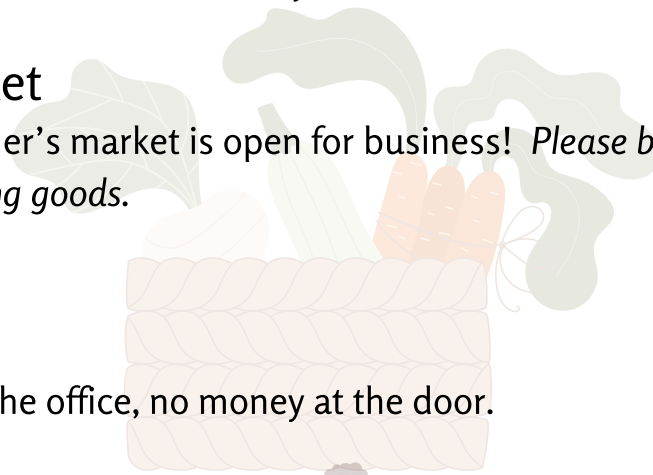 et
er’s market is open for business! Please b
g goods.
he office, no money at the door.